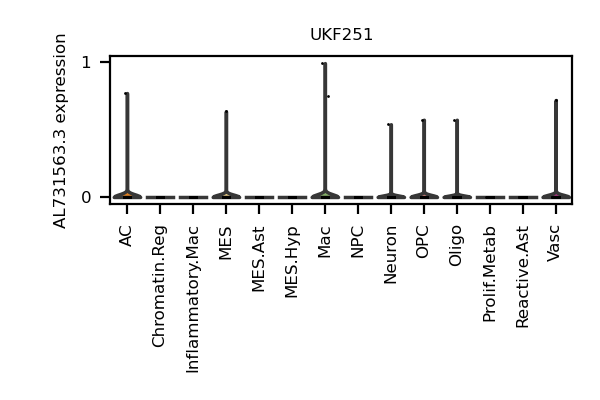 UKF251
AL731563.3 expression
1
0
AC
Chromatin.Reg
Inflammatory.Mac
MES
MES.Ast
MES.Hyp
Mac
NPC
Neuron
OPC
Oligo
Prolif.Metab
Reactive.Ast
Vasc